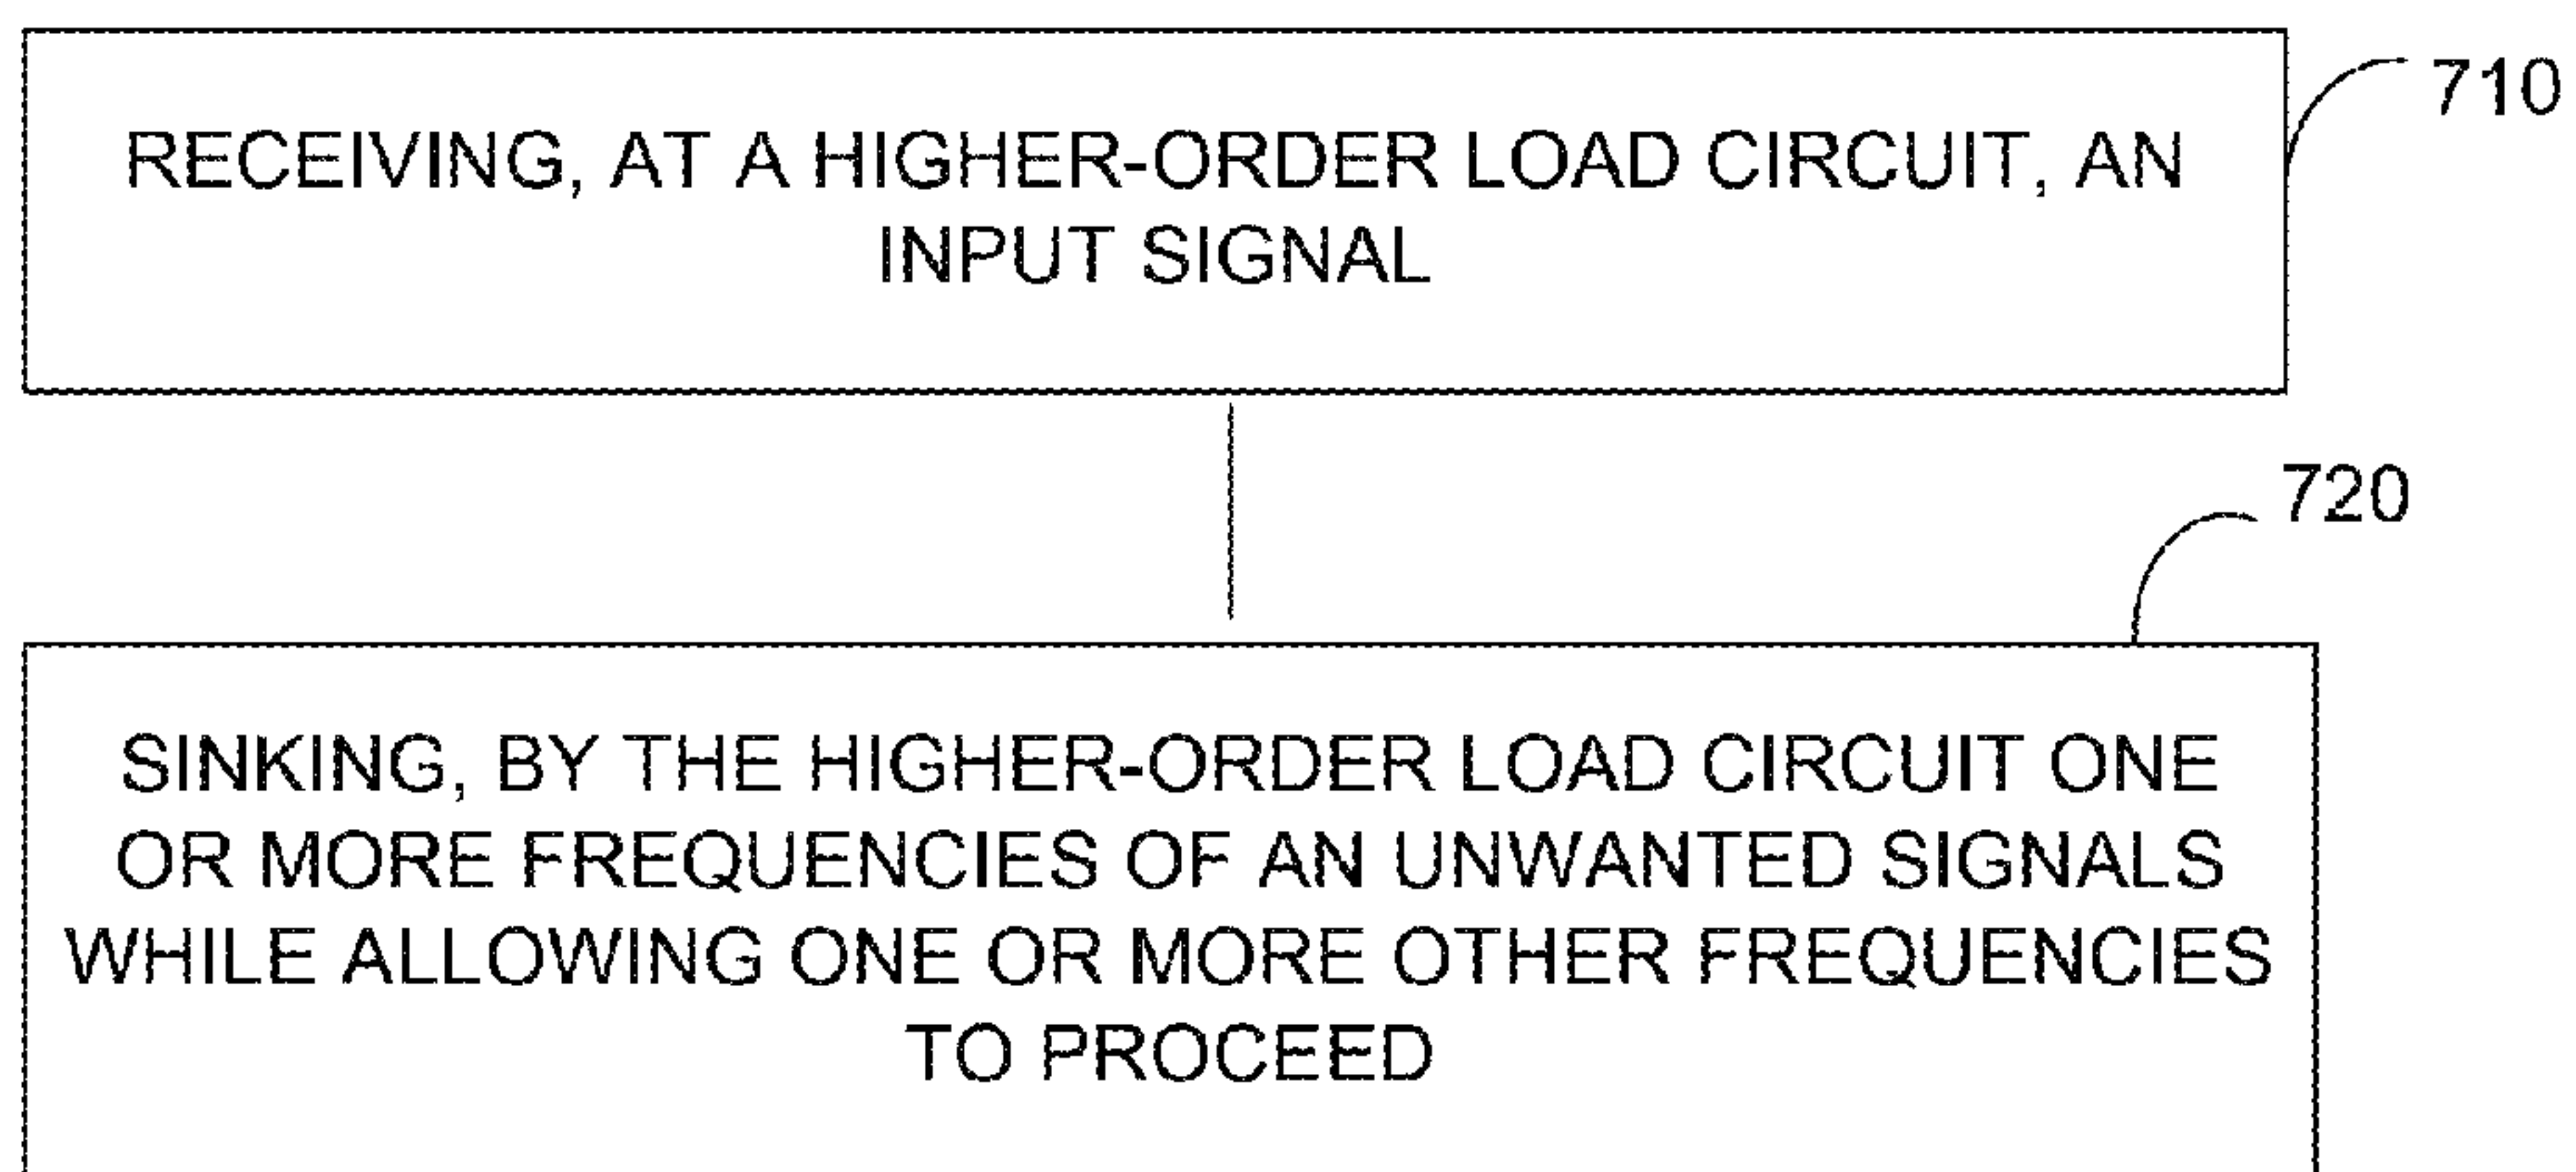 RECEIVING, AT A HIGHER-ORDER LOAD CIRCUIT, AN
INPUT SIGNAL
710
720
SINKING, BY THE HIGHER-ORDER LOAD CIRCUIT ONE
OR MORE FREQUENCIES OF AN UNWANTED SIGNALS
WHILE ALLOWING ONE OR MORE OTHER FREQUENCIES
TO PROCEED